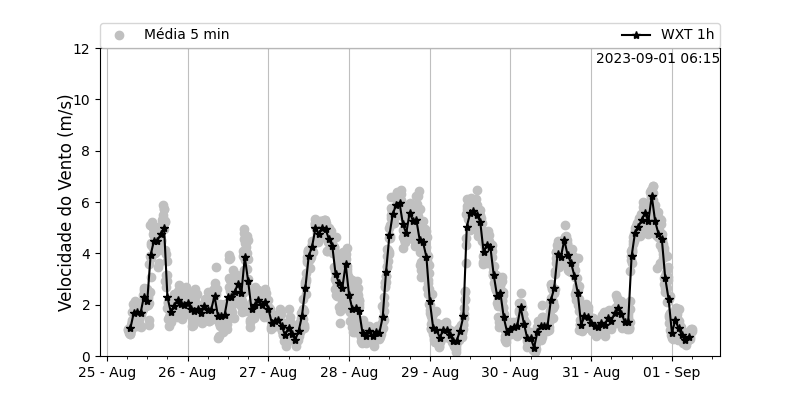 Média 5 min
WXT 1h
2023-09-01 06:15
Velocidade do Vento (m/s)
12
10
8
6
4
2
0
25 - Aug
26 - Aug
27 - Aug
28 - Aug
29 - Aug
30 - Aug
31 - Aug
01 - Sep